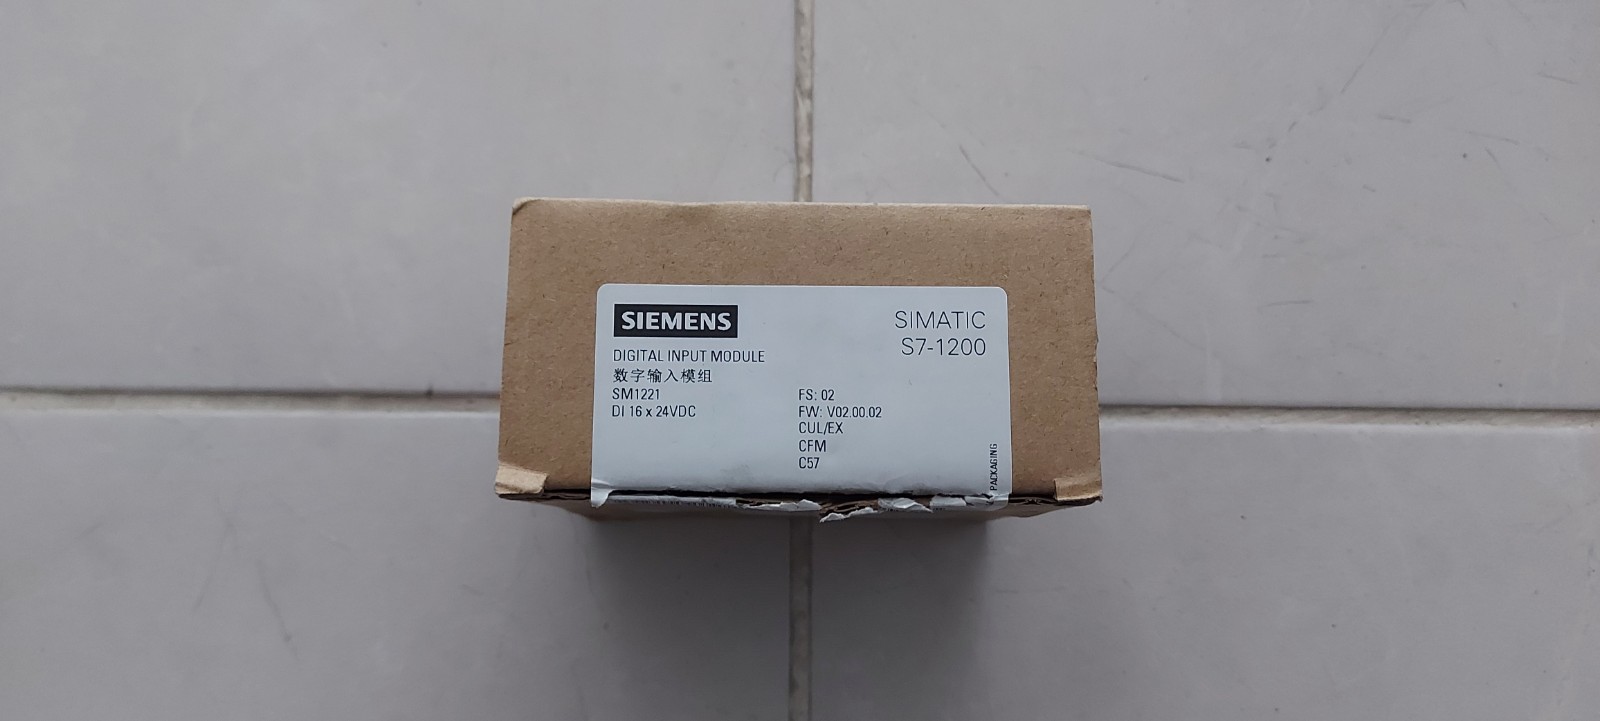 SIEMENS
SIMATIC
S7-1200
DIGITAL INPUT MODULE
数字输入模组
SM1221
DI 16 x 24VDC
FS: 02
FW: V02.00.02
CUL/EX
CFM
C57
PACKAGING